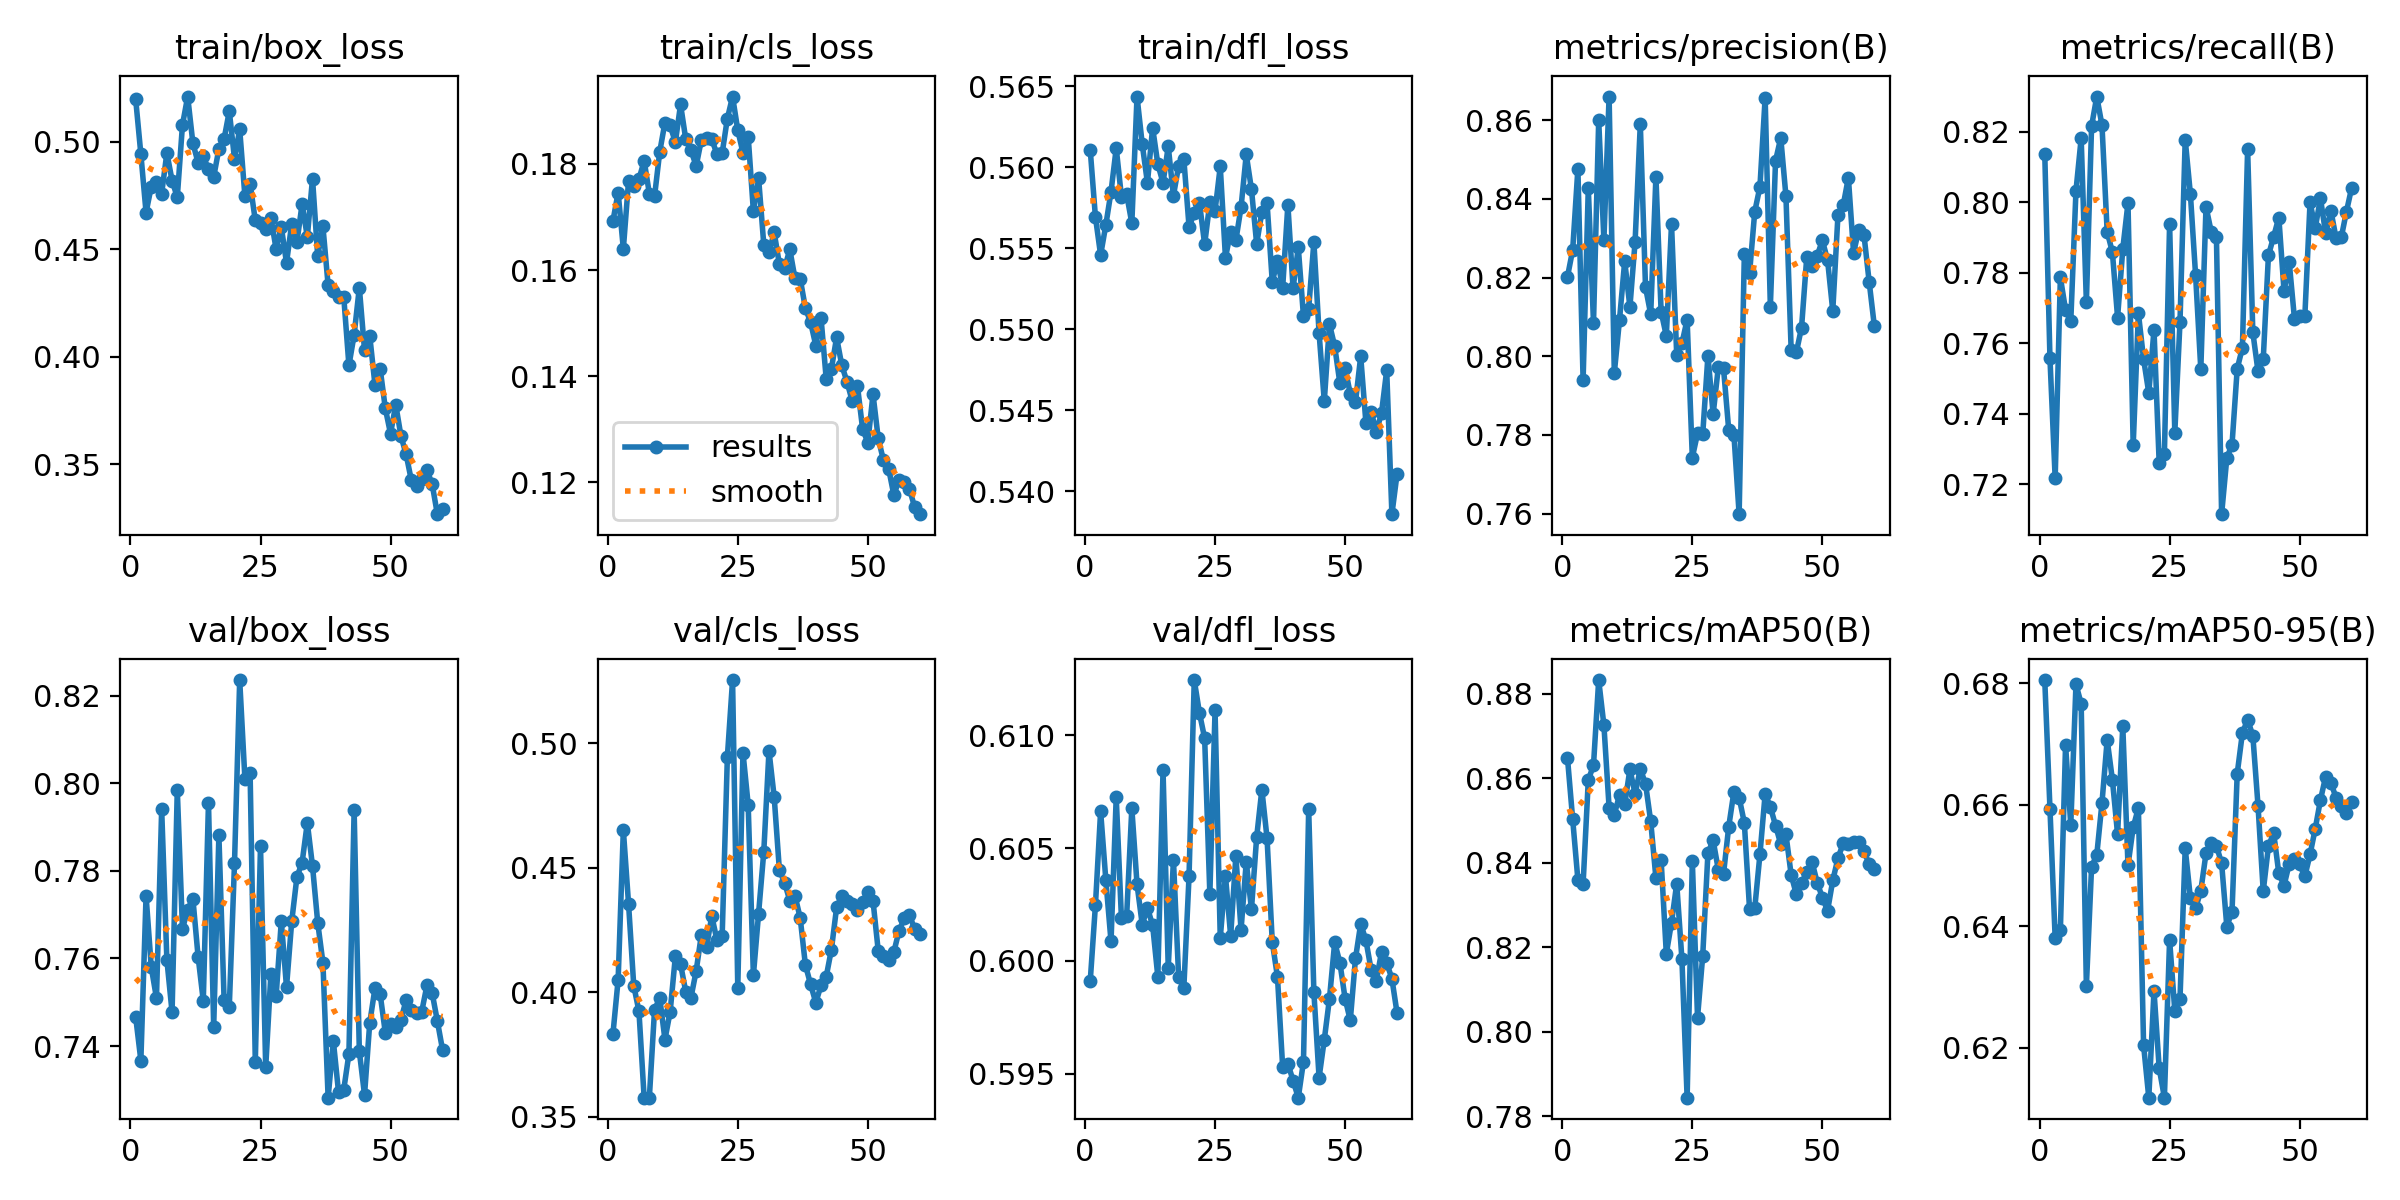 train/box_loss
train/cls_loss
train/dfl_loss
metrics/precision(B)
metrics/recall(B)
0.50
0.45
0.40
0.35
0 25 50
0.18
0.16
0.14
0.12
results
smooth
0 25 50
0.565
0.560
0.555
0.550
0.545
0.540
0 25 50
0.86
0.84
0.82
0.80
0.78
0.76
0 25 50
0.82
0.80
0.78
0.76
0.74
0.72
0 25 50
val/box_loss
val/cls_loss
val/dfl_loss
metrics/mAP50(B)
metrics/mAP50-95(B)
0.82
0.80
0.78
0.76
0.74
0 25 50
0.50
0.45
0.40
0.35
0 25 50
0.610
0.605
0.600
0.595
0 25 50
0.88
0.86
0.84
0.82
0.80
0.78
0 25 50
0.68
0.66
0.64
0.62
0 25 50